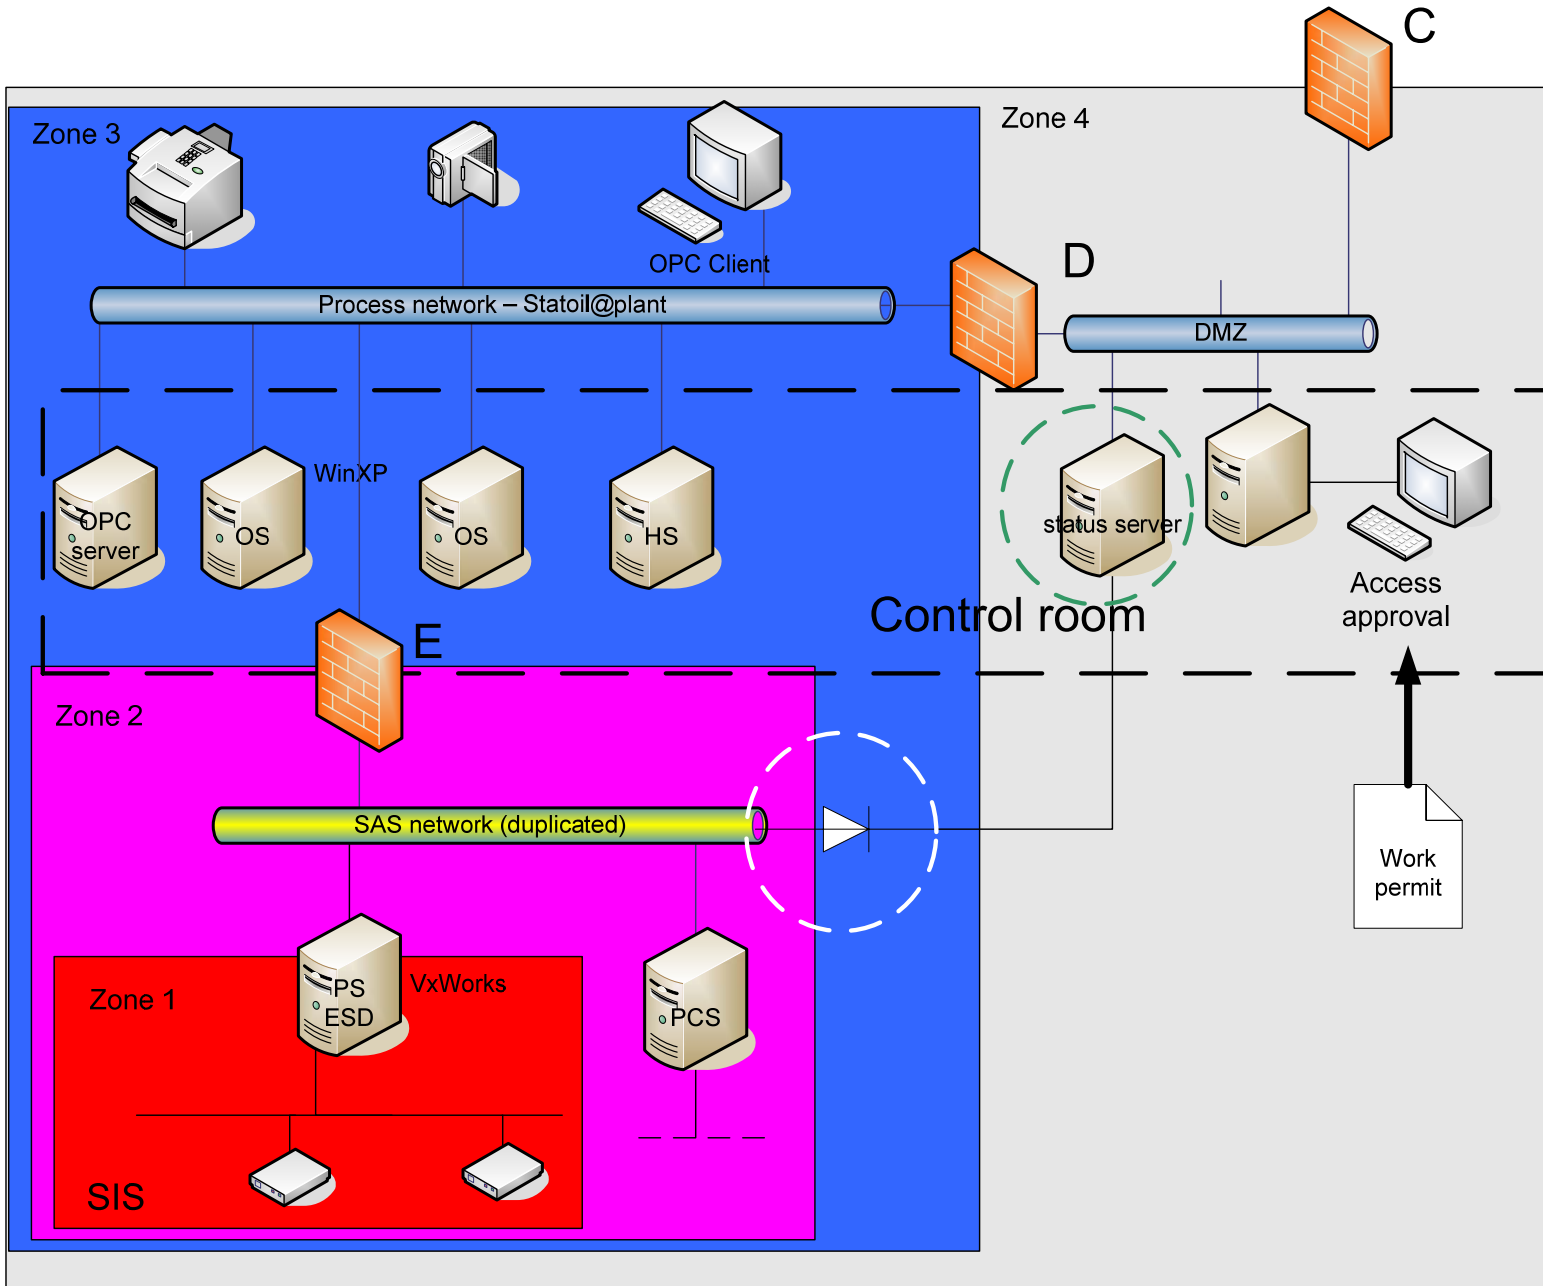 C
Zone 3
Zone 4
D
OPC Client
Process network – Statoil@plant
DMZ
WinXP
OPC
server
OS
OS
HS
status server
Access
approval
Control room
E
Zone 2
SAS network (duplicated)
Work
permit
Zone 1
PS
ESD
VxWorks
PCS
SIS